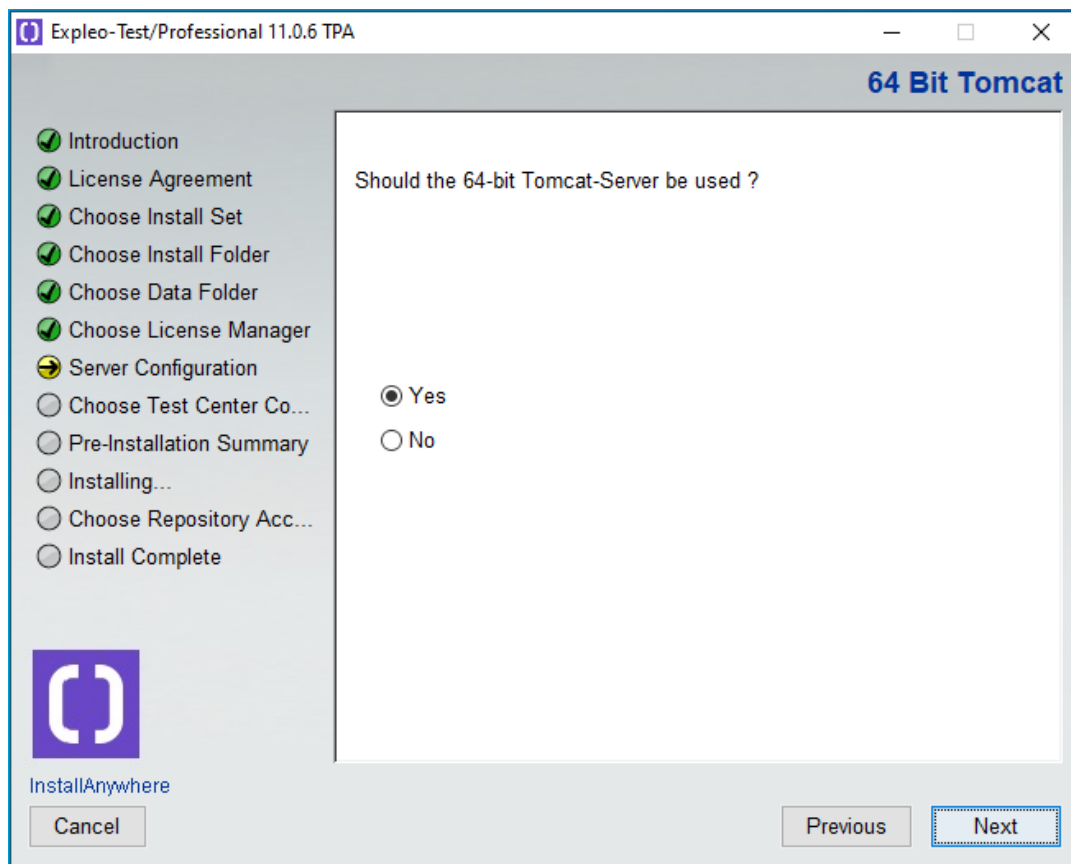 Expleo-Test/Professional 11.0.6 TPA
64 Bit Tomcat
Introduction
License Agreement
Choose Install Set
Choose Install Folder
Choose Data Folder
Choose License Manager
Server Configuration
Choose Test Center Co...
Pre-Installation Summary
Installing...
Choose Repository Acc...
Install Complete
Should the 64-bit Tomcat-Server be used ?
Yes
No
InstallAnywhere
Cancel
Previous
Next